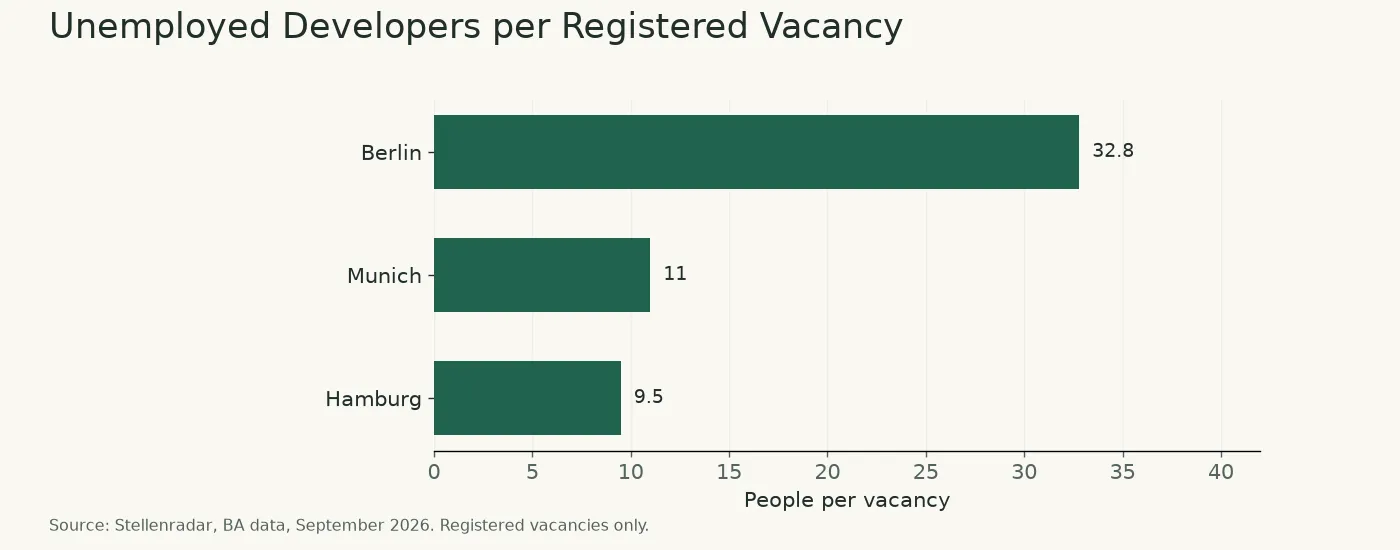 Unemployed Developers per Registered Vacancy
Berlin
32.8
Munich
11
Hamburg
9.5
0 5 10 15 20 25 30 35 40
People per vacancy
Source: Stellenradar, BA data, September 2026. Registered vacancies only.